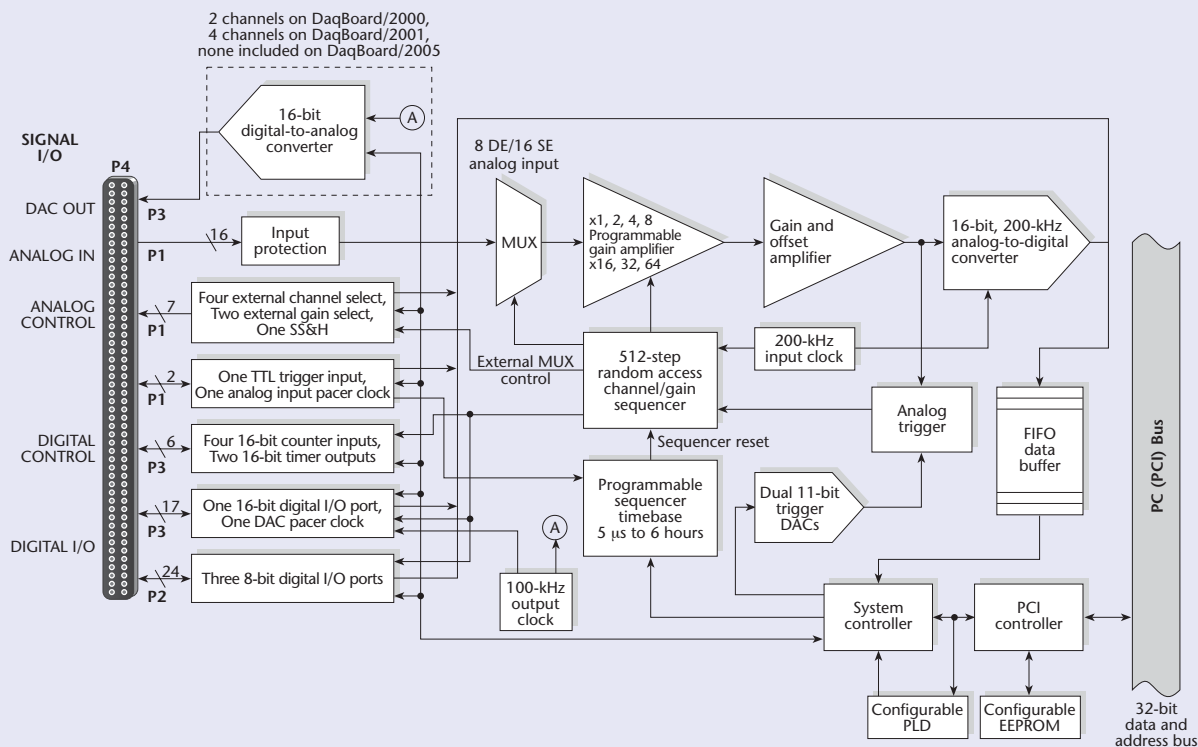 2 channels on DaqBoard/2000,
4 channels on DaqBoard/2001,
none included on DaqBoard/2005
16-bit
digital-to-analog
converter
A
SIGNAL
I/O
P4
DAC OUT
P3
ANALOG IN
16
P1
Input
protection
8 DE/16 SE
analog input
MUX
x1, 2, 4, 8
Programmable
gain amplifier
x16, 32, 64
Gain and
offset
amplifier
16-bit, 200-kHz
analog-to-digital
converter
ANALOG
CONTROL
7
P1
Four external channel select,
Two external gain select,
One SS&H
External MUX
control
512-step
random access
channel/gain
sequencer
200-kHz
input clock
2
P1
One TTL trigger input,
One analog input pacer clock
Analog
trigger
FIFO
data
buffer
DIGITAL
CONTROL
6
P3
Four 16-bit counter inputs,
Two 16-bit timer outputs
Sequencer reset
Programmable
sequencer
timebase
5 µs to 6 hours
Dual 11-bit
trigger
DACs
17
P3
One 16-bit digital I/O port,
One DAC pacer clock
A
DIGITAL I/O
24
P2
Three 8-bit digital I/O ports
100-kHz
output
clock
System
controller
PCI
controller
Configurable
PLD
Configurable
EEPROM
PC (PCI) Bus
32-bit
data and
address bus